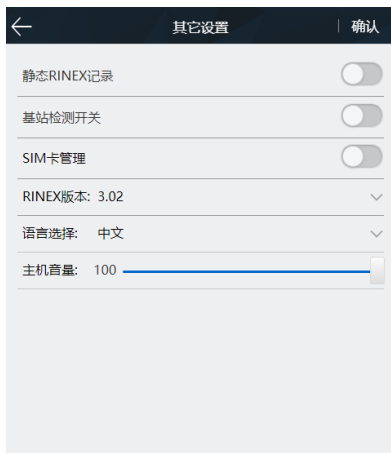 其它设置 确认
静态RINEX记录
基站检测开关
SIM卡管理
RINEX版本: 3.02
语言选择: 中文
主机音量: 100